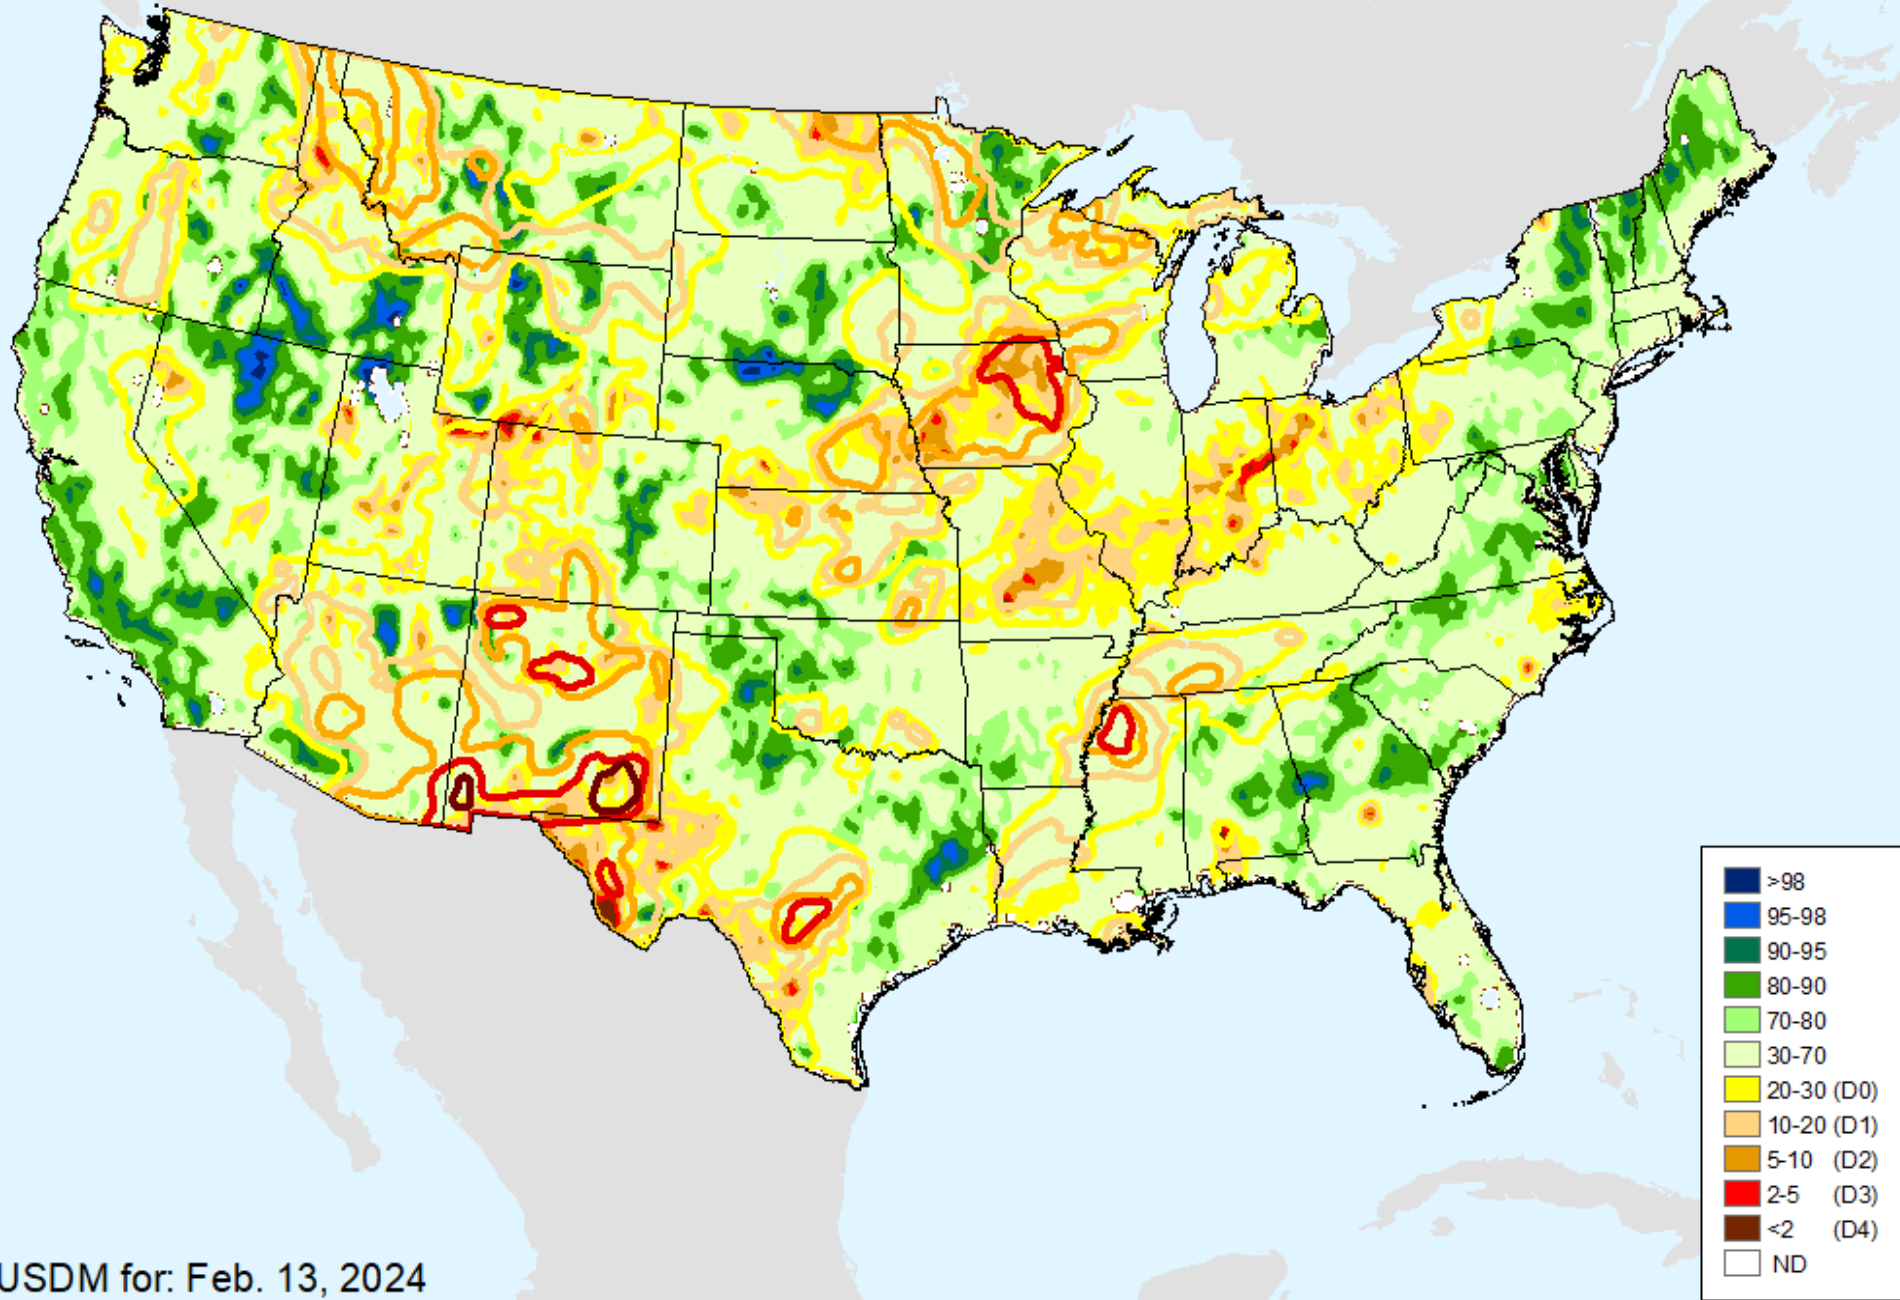 >98
95-98
90-95
80-90
70-80
30-70
20-30 (D0)
10-20 (D1)
5-10 (D2)
2-5 (D3)
<2 (D4)
ND
USDM for: Feb. 13, 2024